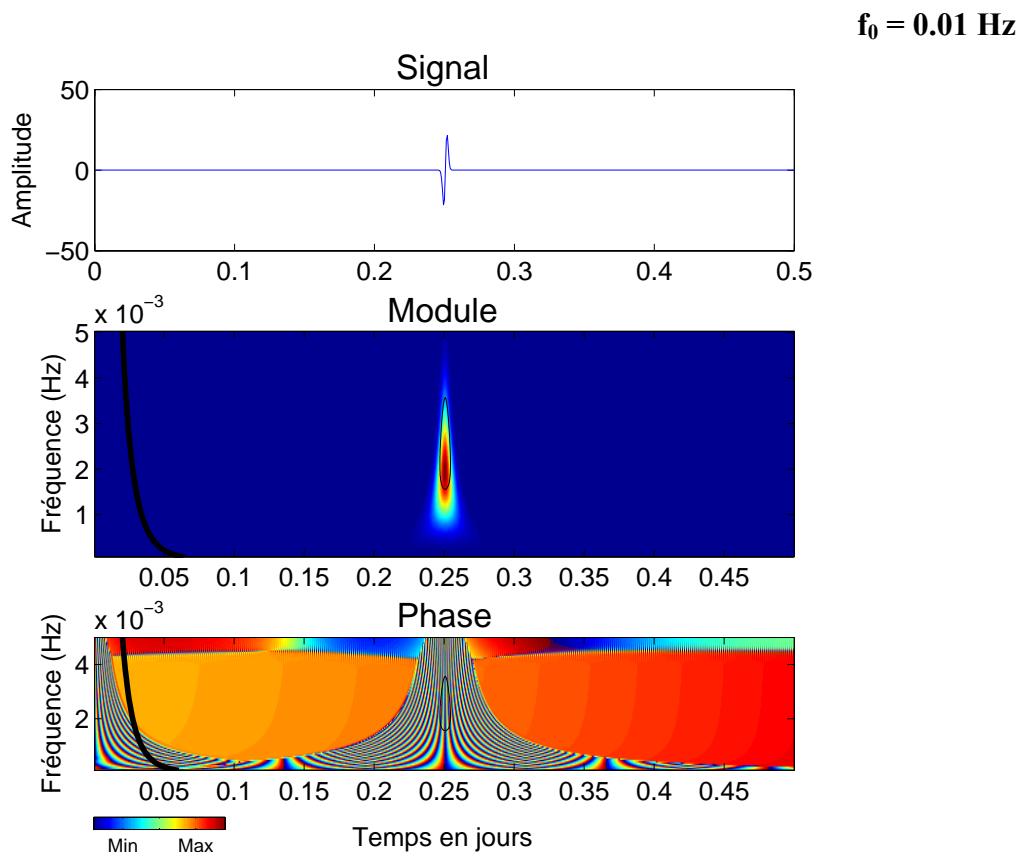 f₀ = 0.01 Hz
Signal
Amplitude
50
0
−50
0 0.1 0.2 0.3 0.4 0.5
x 10⁻³
Module
Fréquence (Hz)
5
4
3
2
1
0.05 0.1 0.15 0.2 0.25 0.3 0.35 0.4 0.45
x 10⁻³
Phase
Fréquence (Hz)
4
2
0.05 0.1 0.15 0.2 0.25 0.3 0.35 0.4 0.45
Min Max
Temps en jours